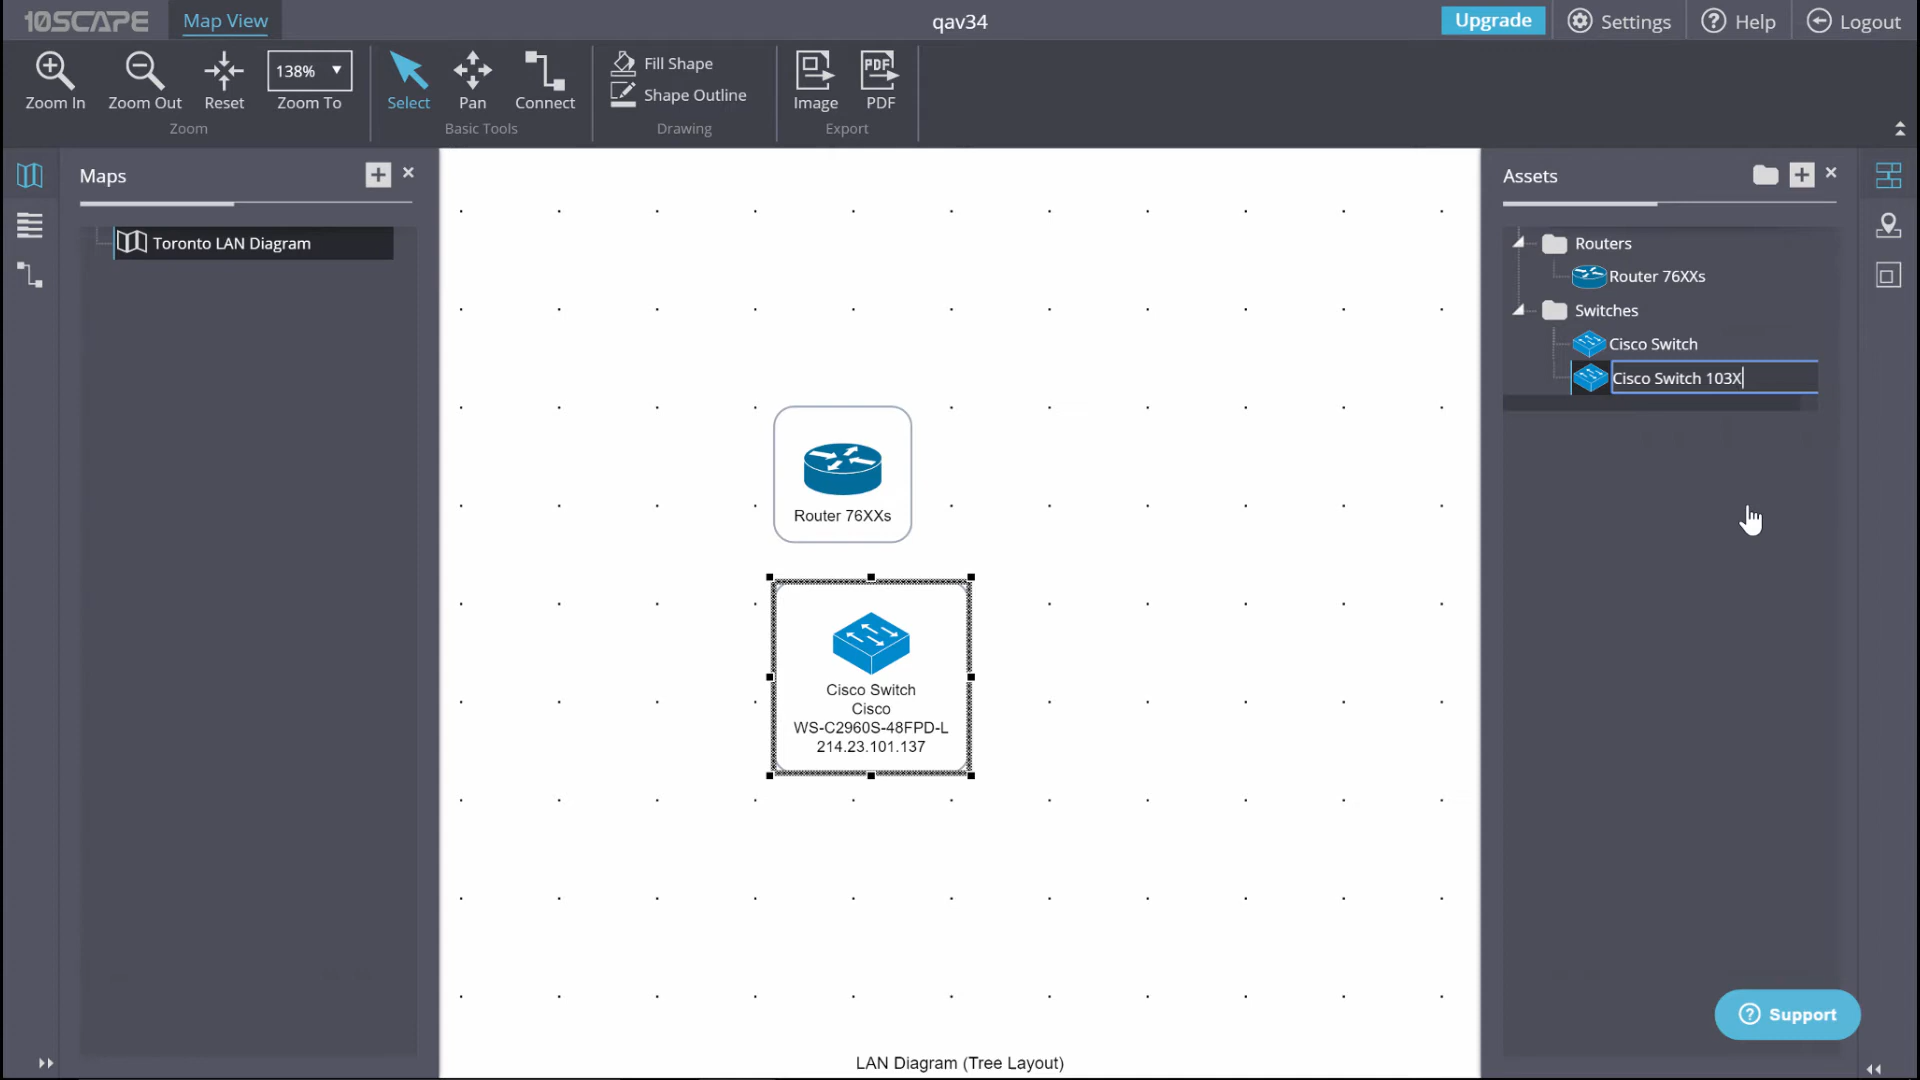 10SCAPE
Map View
qav34
Upgrade
Settings
Help
Logout
Zoom In
Zoom Out
Reset
138%
Zoom To
Zoom
Select
Pan
Connect
Basic Tools
Fill Shape
Shape Outline
Drawing
Image
PDF
PDF
Export
Maps
Toronto LAN Diagram
Assets
Routers
Router 76XXs
Switches
Cisco Switch
Cisco Switch 103X
Router 76XXs
Cisco Switch
Cisco
WS-C2960S-48FPD-L
214.23.101.137
LAN Diagram (Tree Layout)
Support